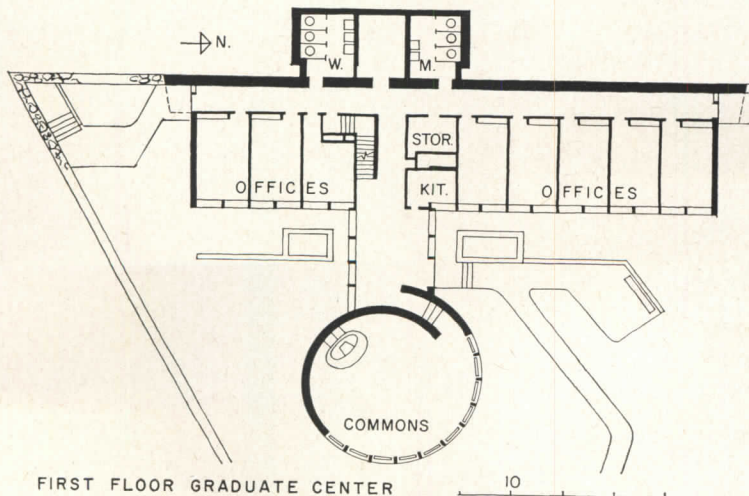 N.
W.
M.
STOR.
OFFICES
KIT.
OFFICES
COMMONS
FIRST FLOOR GRADUATE CENTER
10